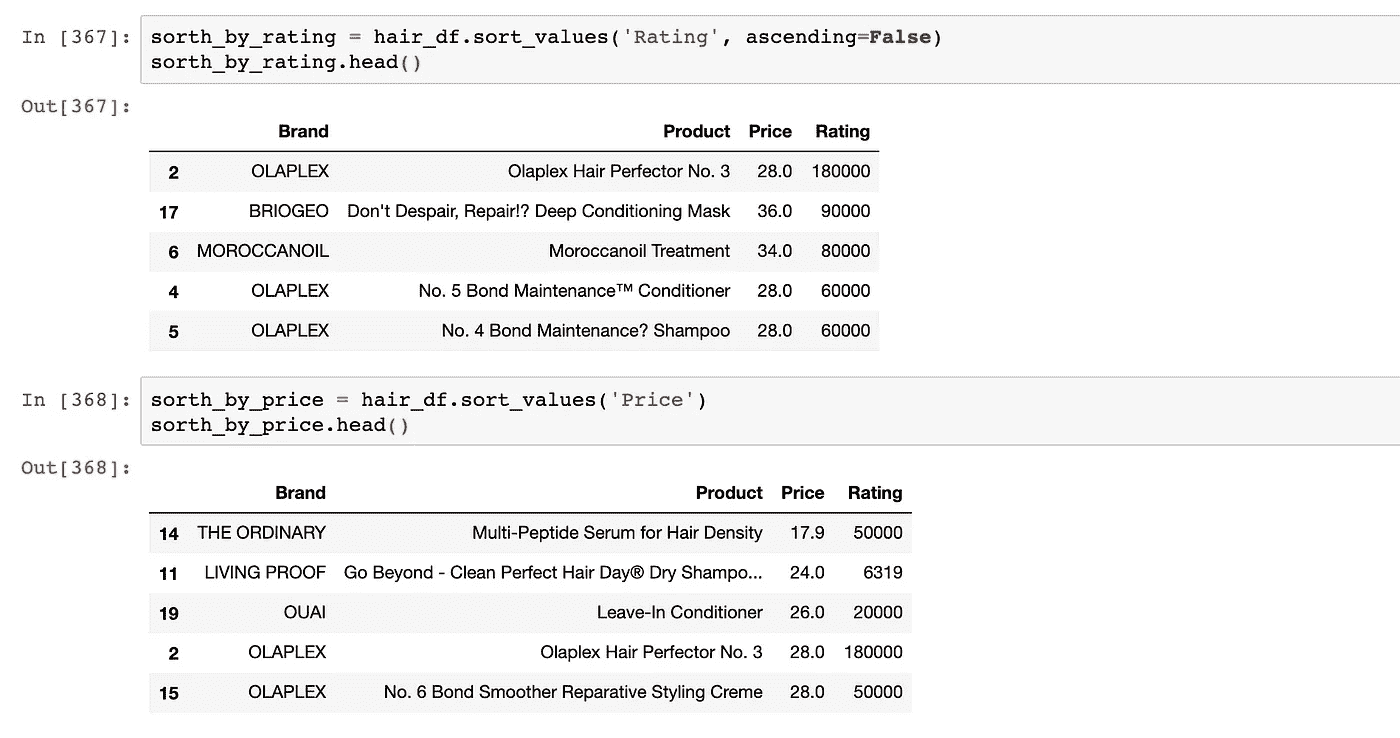 In [367]: sorth_by_rating = hair_df.sort_values('Rating', ascending=False)
sorth_by_rating.head()
Out[367]:
Brand Product Price Rating
2 OLAPLEX Olaplex Hair Perfector No. 3 28.0 180000
17 BRIOGEO Don't Despair, Repair!? Deep Conditioning Mask 36.0 90000
6 MOROCCANOIL Moroccanoil Treatment 34.0 80000
4 OLAPLEX No. 5 Bond Maintenance™ Conditioner 28.0 60000
5 OLAPLEX No. 4 Bond Maintenance? Shampoo 28.0 60000
In [368]: sorth_by_price = hair_df.sort_values('Price')
sorth_by_price.head()
Out[368]:
Brand Product Price Rating
14 THE ORDINARY Multi-Peptide Serum for Hair Density 17.9 50000
11 LIVING PROOF Go Beyond - Clean Perfect Hair Day® Dry Shampo... 24.0 6319
19 OUAI Leave-In Conditioner 26.0 20000
2 OLAPLEX Olaplex Hair Perfector No. 3 28.0 180000
15 OLAPLEX No. 6 Bond Smoother Reparative Styling Creme 28.0 50000